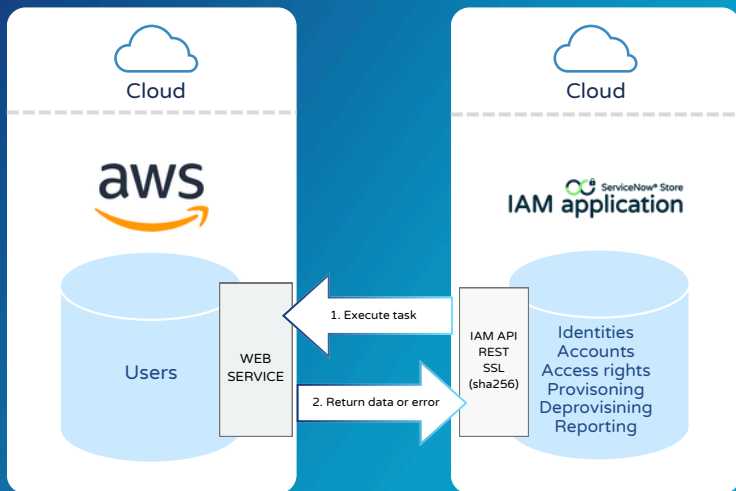 Cloud
aws
Users
WEB
SERVICE
1. Execute task
2. Return data or error
Cloud
ServiceNow® Store
IAM application
IAM API
REST
SSL
(sha256)
Identities
Accounts
Access rights
Provisoning
Deprovisining
Reporting